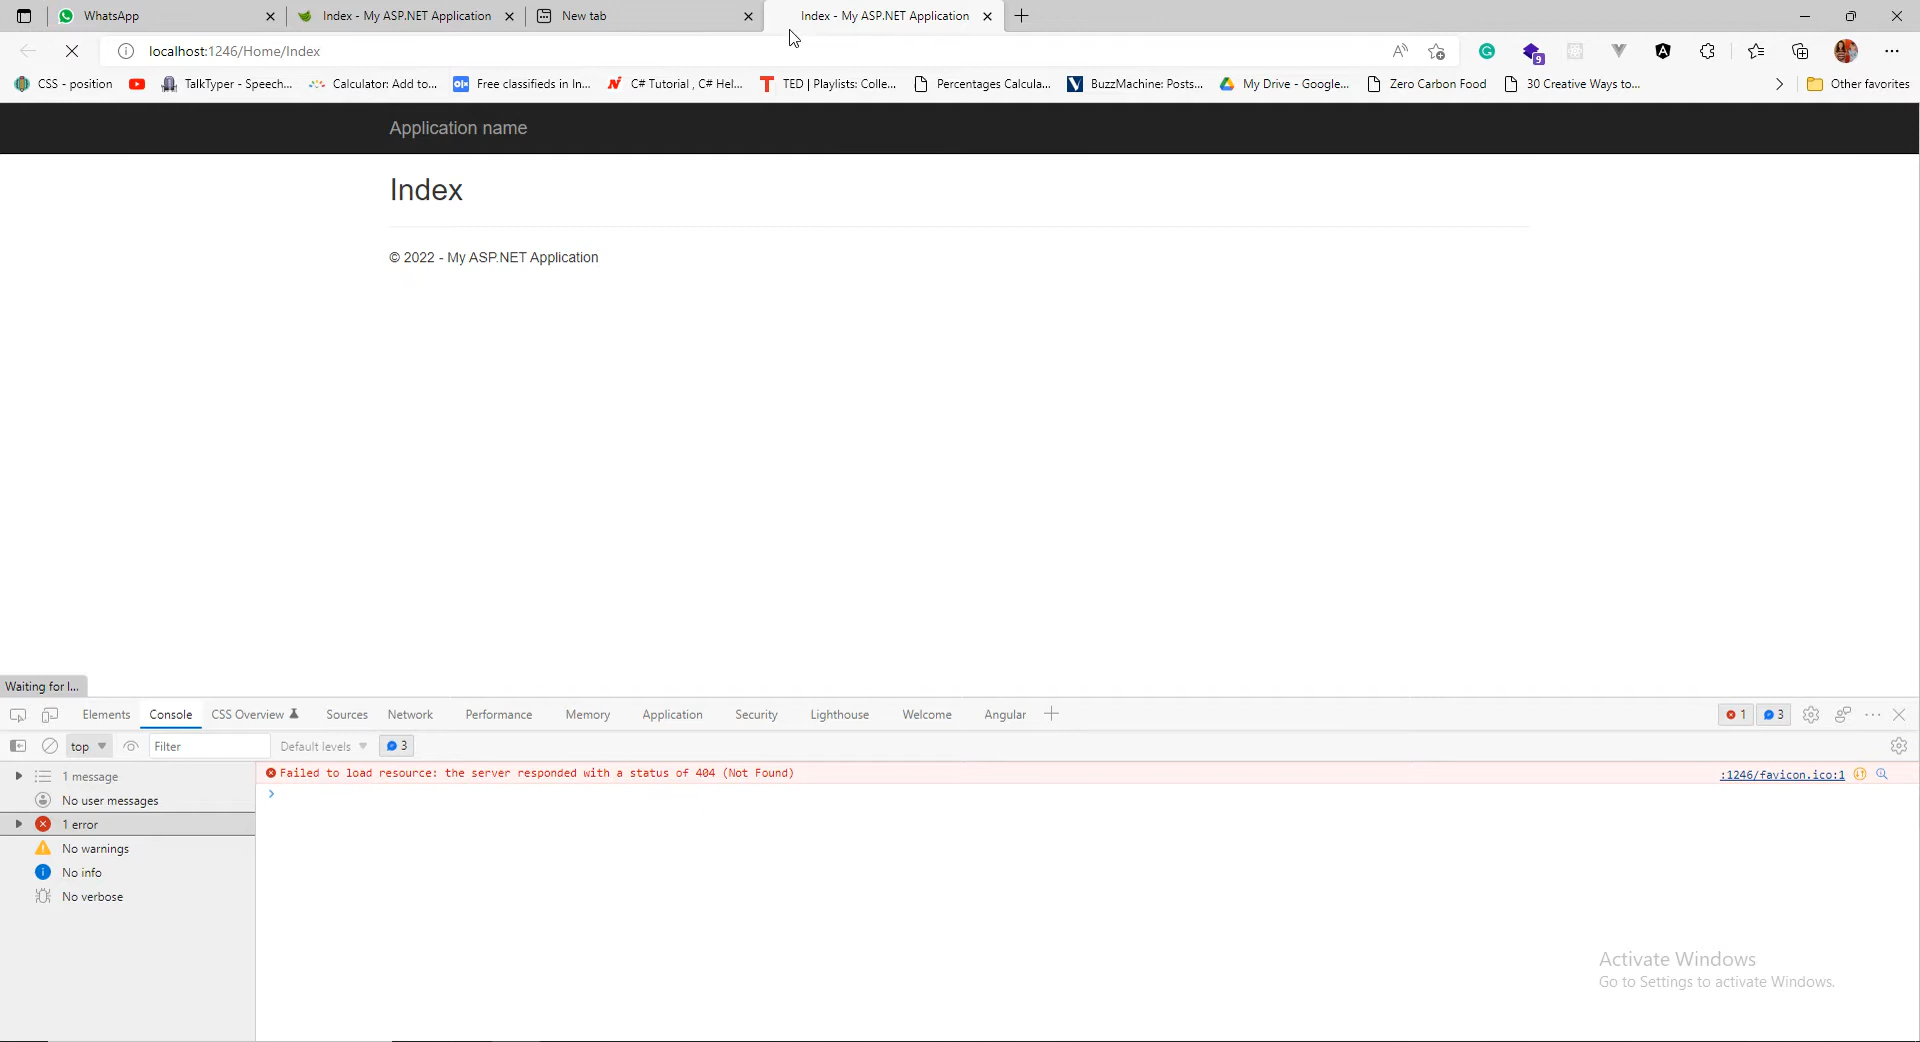 WhatsApp
Index - My ASP.NET Application
New tab
Index - My ASP.NET Application
localhost:1246/Home/Index
A
G
9
A
CSS - position
TalkTyper - Speech...
Calculator: Add to...
olx
Free classifieds in In...
C# Tutorial , C# Hel...
T
TED | Playlists: Colle...
Percentages Calcula...
V
BuzzMachine: Posts...
My Drive - Google...
Zero Carbon Food
30 Creative Ways to...
Other favorites
Application name
Index
© 2022 - My ASP.NET Application
Waiting for l...
Elements
Console
CSS Overview
Sources
Network
Performance
Memory
Application
Security
Lighthouse
Welcome
Angular
1
3
top
Filter
Default levels
3
1 message
No user messages
1 error
No warnings
No info
No verbose
Failed to load resource: the server responded with a status of 404 (Not Found)
:1246/favicon.ico:1
Activate Windows
Go to Settings to activate Windows.